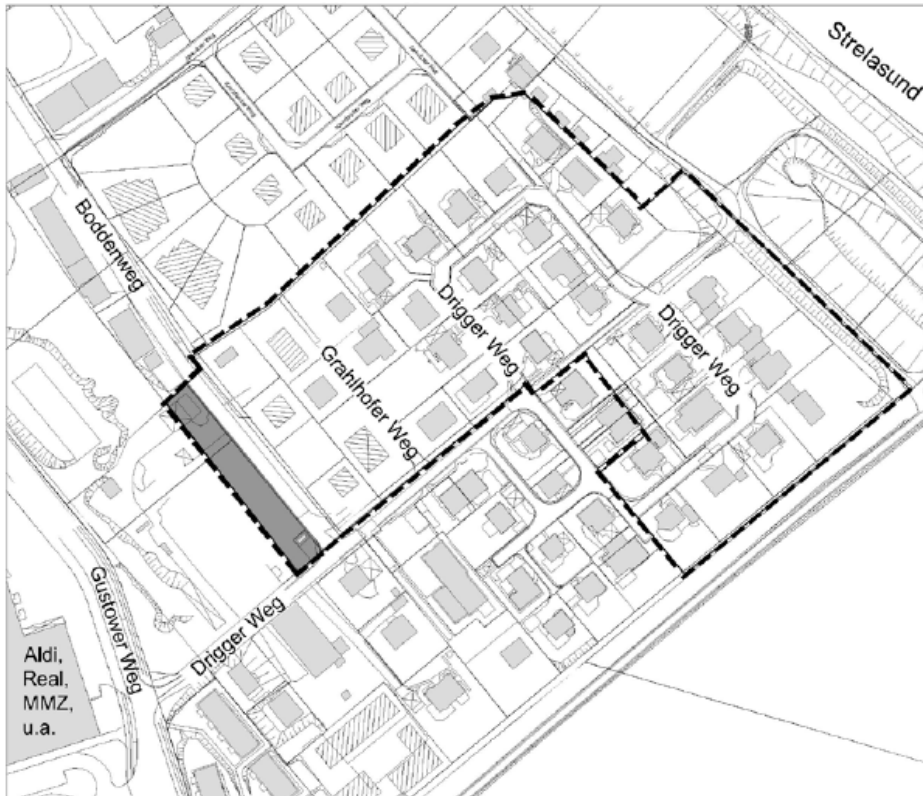 Strelasund
Boddenweg
Drigger Weg
Drigger Weg
Grahlhofer Weg
Drigger Weg
Gustower Weg
Aldi,
Real,
MMZ,
u.a.